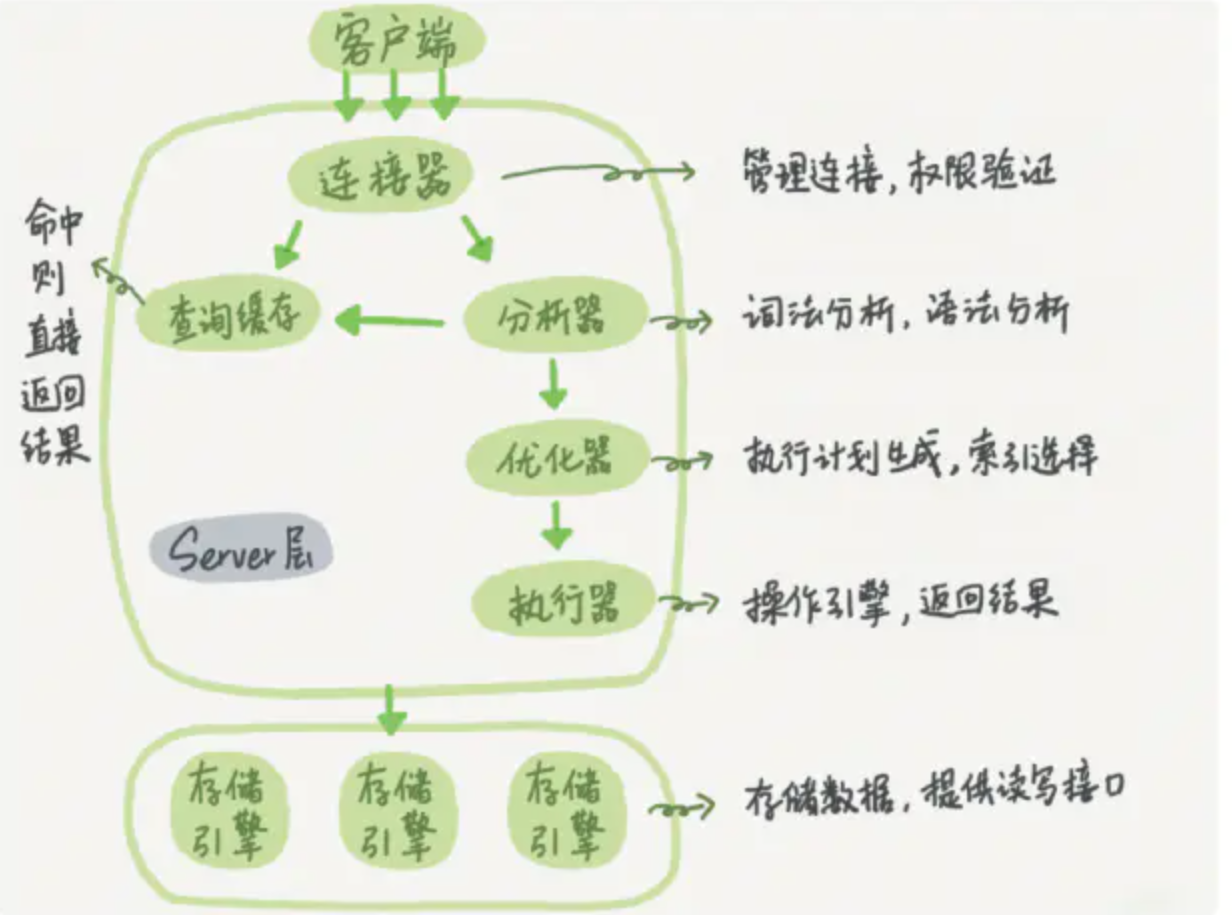 客户端
连接器
管理连接，权限验证
命中
则
直接
返回
结果
查询缓存
分析器
词法分析，语法分析
优化器
执行计划生成，索引选择
Server层
执行器
操作引擎，返回结果
存储
引擎
存储
引擎
存储
引擎
存储数据，提供读写接口